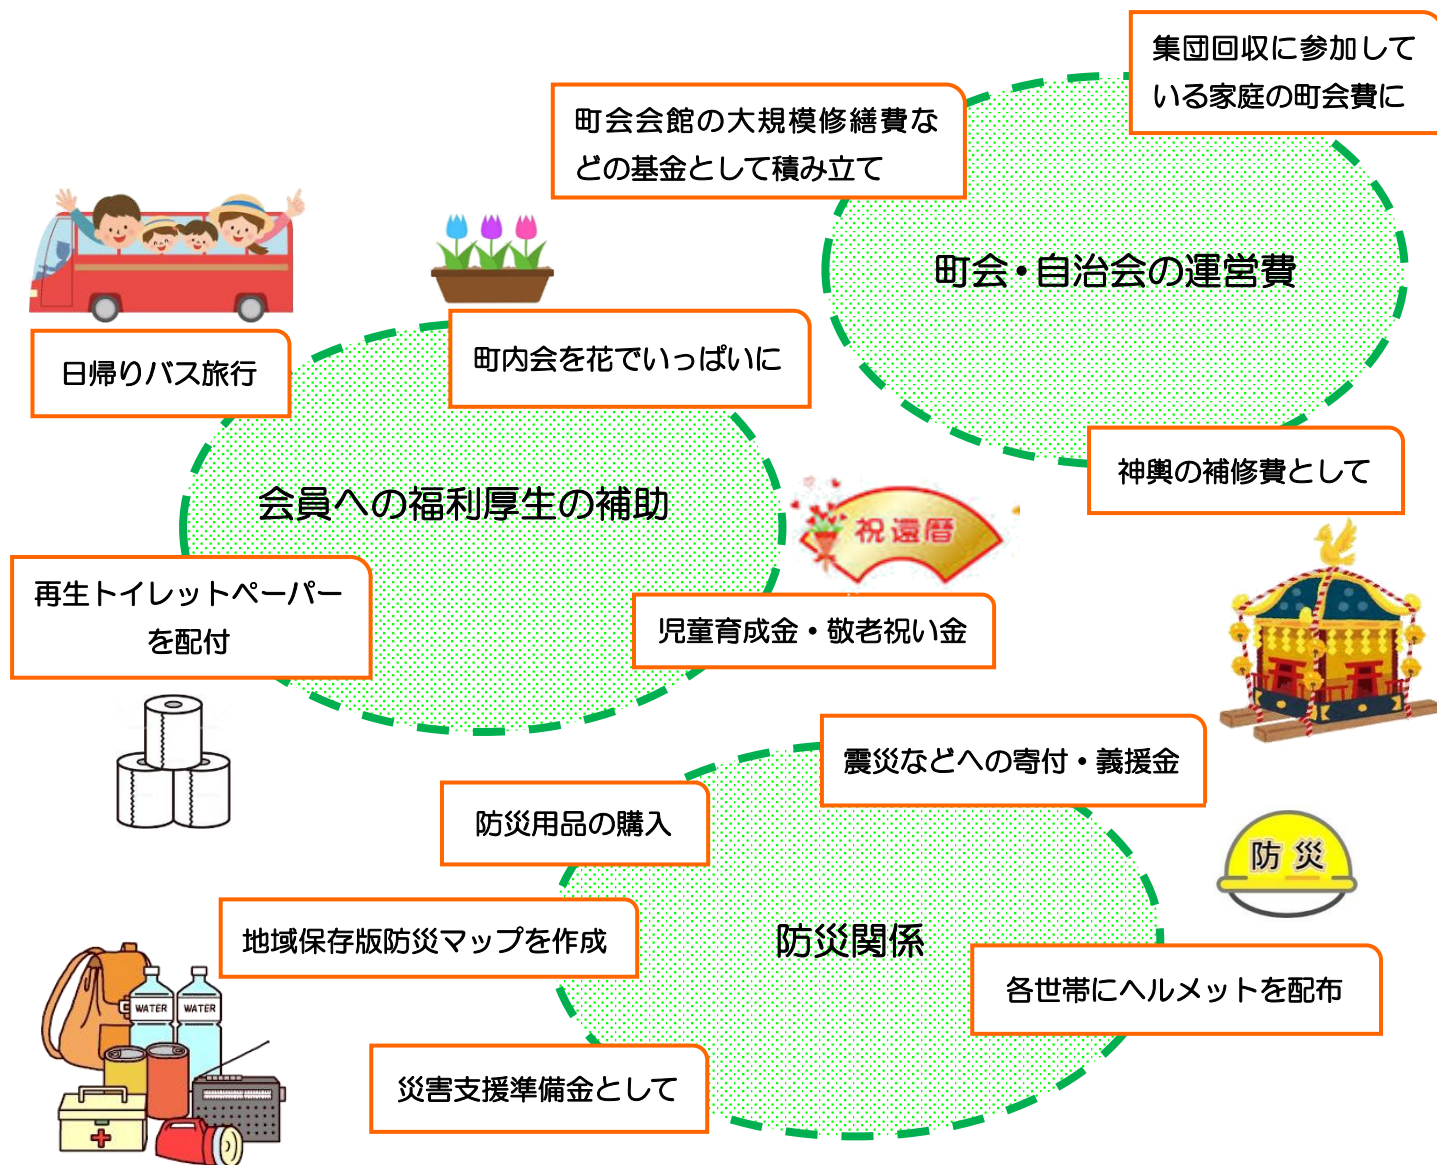 集団回収に参加して
いる家庭の町会費に
町会会館の大規模修繕費な
どの基金として積み立て
町会・自治会の運営費
神輿の補修費として
日帰りバス旅行
町内会を花でいっぱいに
会員への福利厚生の補助
祝還暦
再生トイレットペーパー
を配付
児童育成金・敬老祝い金
震災などへの寄付・義援金
防災用品の購入
防災
地域保存版防災マップを作成
防災関係
各世帯にヘルメットを配布
WATER
WATER
災害支援準備金として